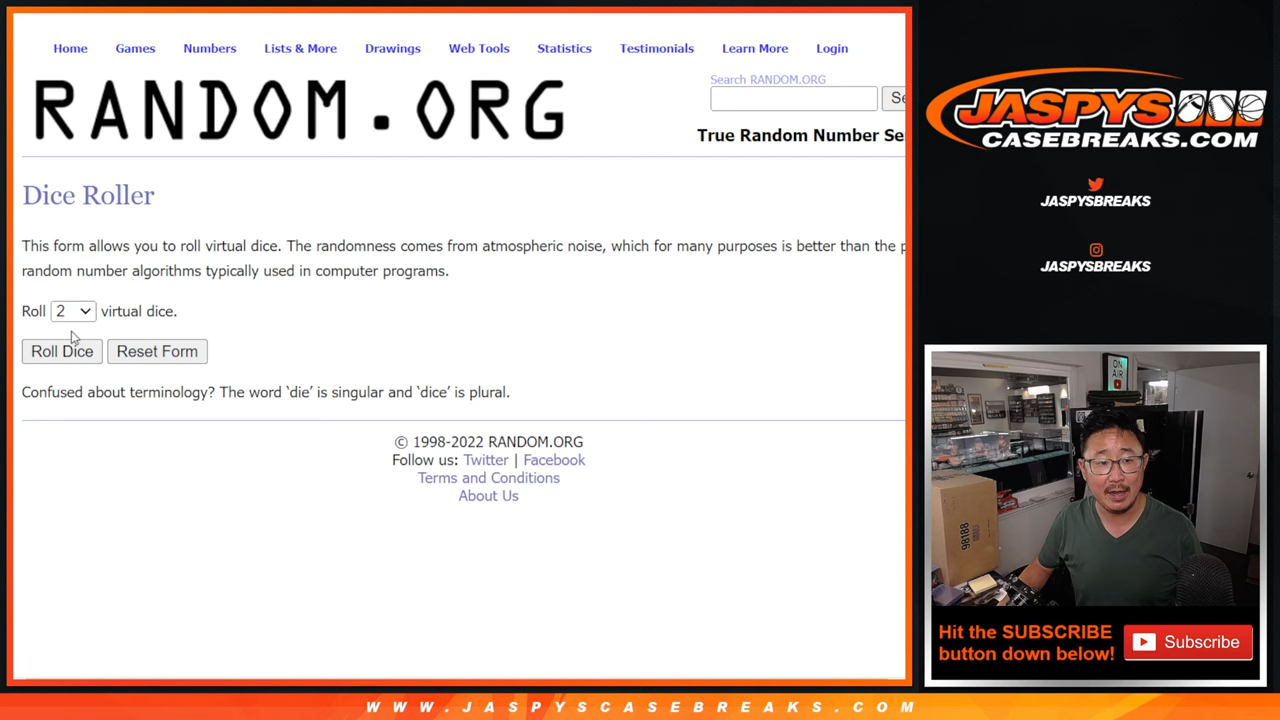 Home Games Numbers Lists & More Drawings Web Tools Statistics Testimonials Learn More Login
RANDOM.ORG
Search RANDOM.ORG
Se
True Random Number Se
Dice Roller
This form allows you to roll virtual dice. The randomness comes from atmospheric noise, which for many purposes is better than the p
random number algorithms typically used in computer programs.
Roll 2 virtual dice.
Roll Dice Reset Form
Confused about terminology? The word ‘die’ is singular and ‘dice’ is plural.
© 1998-2022 RANDOM.ORG
Follow us: Twitter | Facebook
Terms and Conditions
About Us
JASPYS
CASEBREAKS.COM
JASPYSBREAKS
JASPYSBREAKS
ON
AIR
98188
Hit the SUBSCRIBE
button down below!
Subscribe
WWW.JASPYSCASEBREAKS.COM